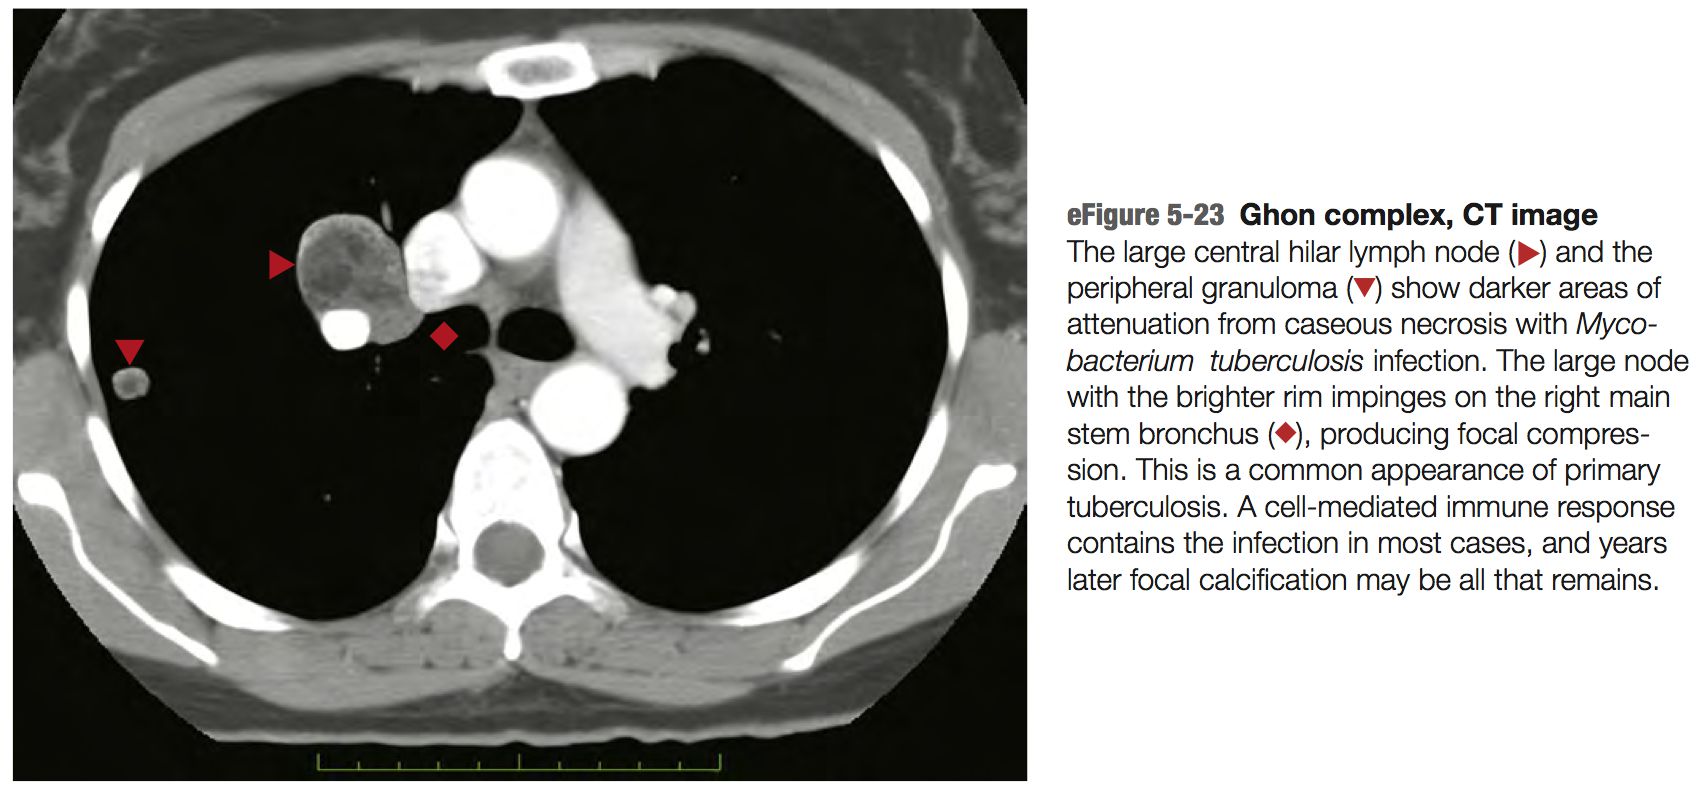 eFigure 5-23 Ghon complex, CT image
The large central hilar lymph node (▶) and the
peripheral granuloma (▼) show darker areas of
attenuation from caseous necrosis with Myco-
bacterium tuberculosis infection. The large node
with the brighter rim impinges on the right main
stem bronchus (◆), producing focal compres-
sion. This is a common appearance of primary
tuberculosis. A cell-mediated immune response
contains the infection in most cases, and years
later focal calcification may be all that remains.